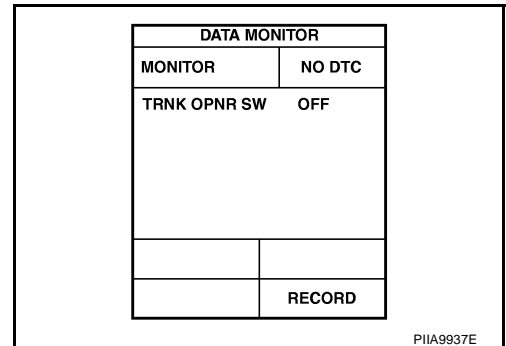 DATA MONITOR
MONITOR NO DTC
TRNK OPNR SW OFF
RECORD
PIIA9937E